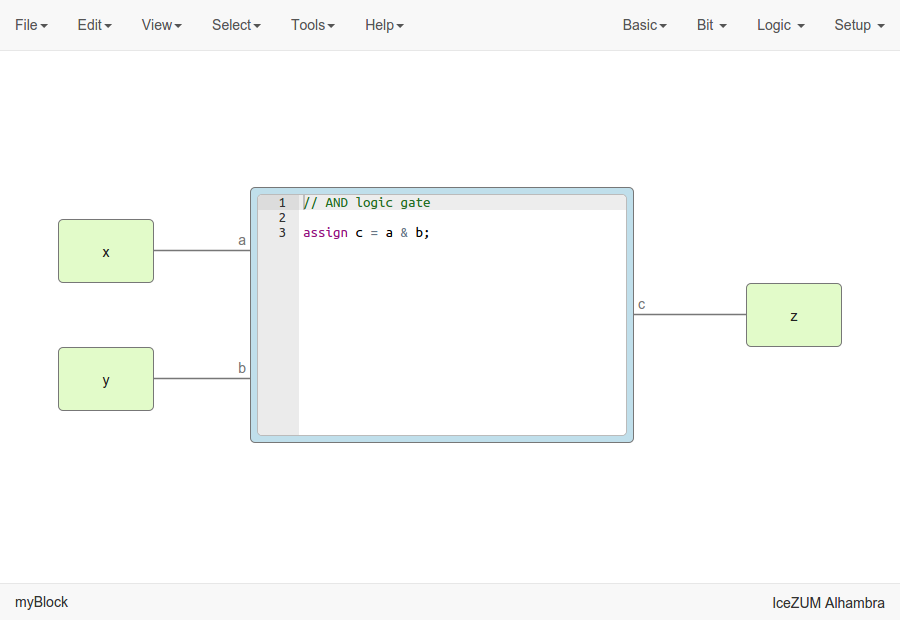 File Edit View Select Tools Help Basic Bit Logic Setup
1 // AND logic gate
2
3 assign c = a & b;
x
a
y
b
c
z
myBlock
IceZUM Alhambra